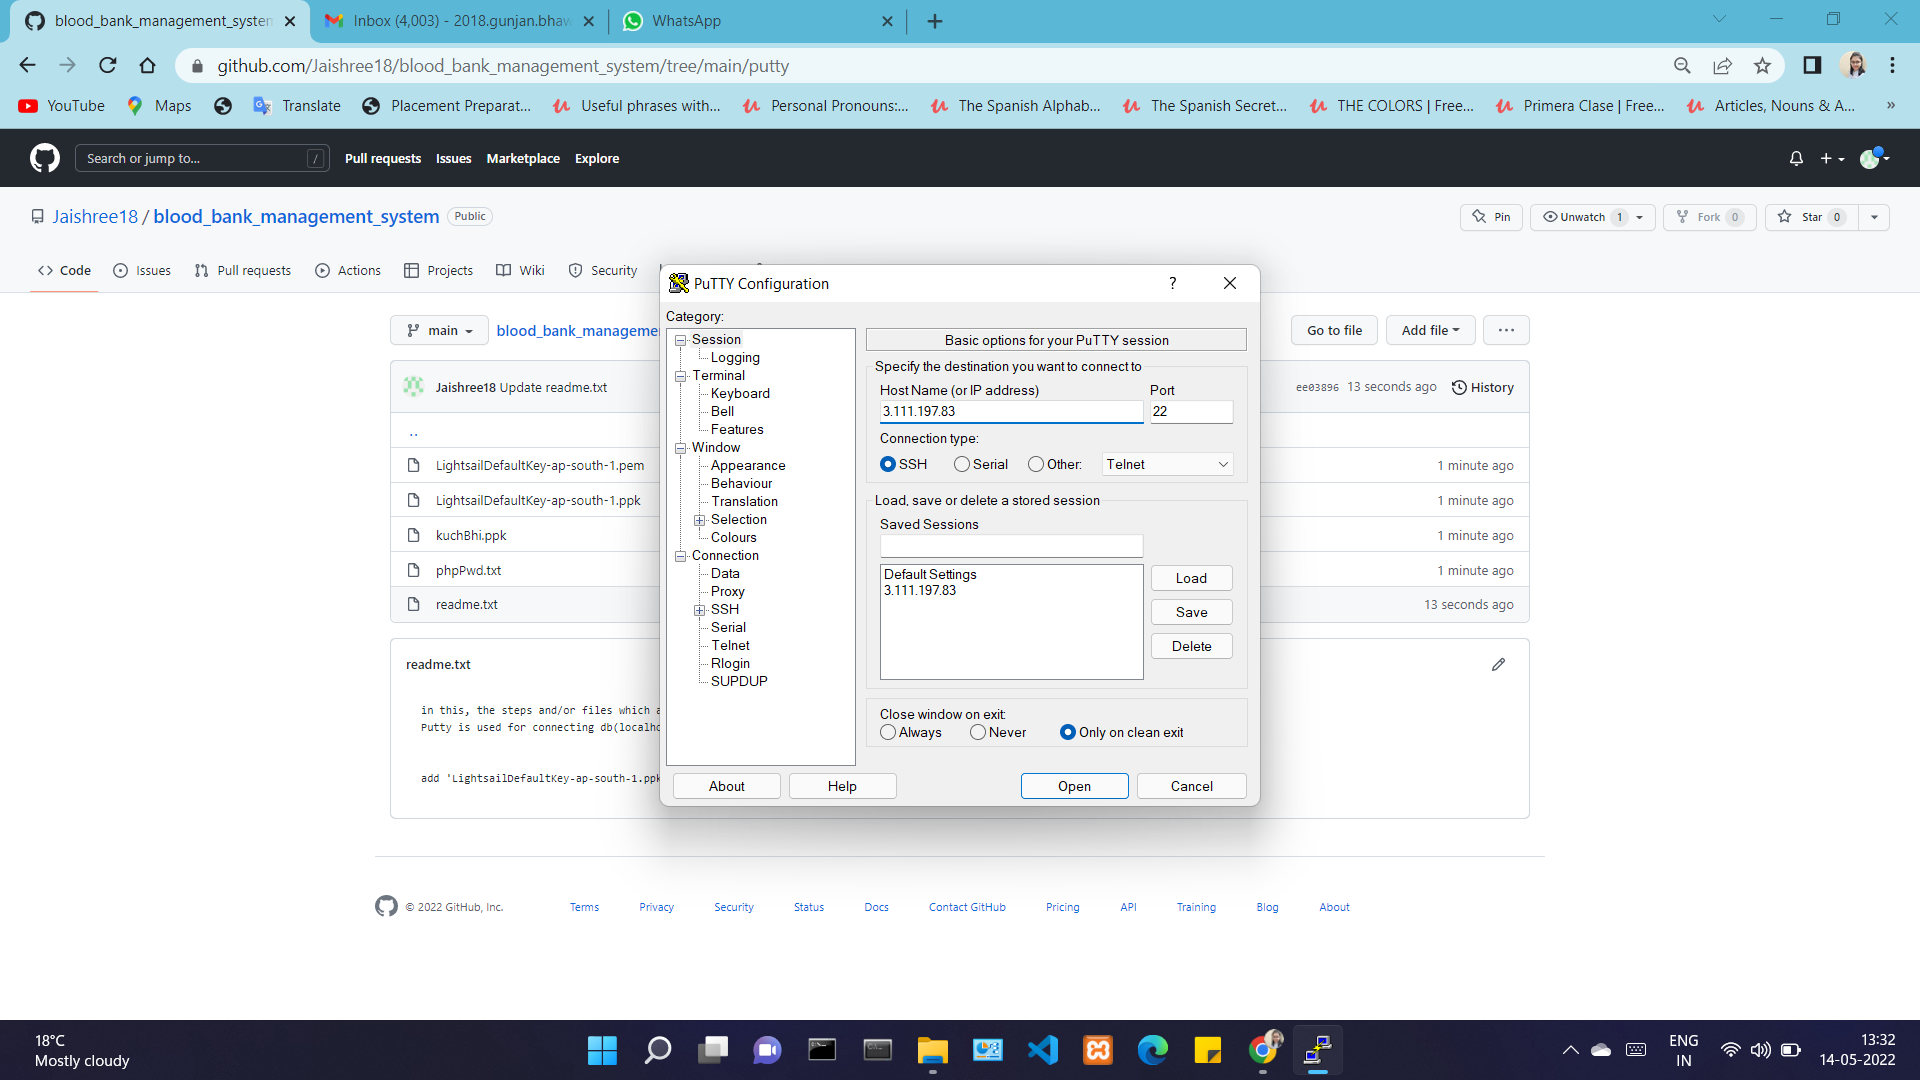 blood_bank_management_system
Inbox (4,003) - 2018.gunjan.bhaw
WhatsApp
github.com/Jaishree18/blood_bank_management_system/tree/main/putty
YouTube
Maps
Translate
Placement Preparat...
Useful phrases with...
Personal Pronouns:...
The Spanish Alphab...
The Spanish Secret...
THE COLORS | Free...
Primera Clase | Free...
Articles, Nouns & A...
»
Search or jump to...
/
Pull requests
Issues
Marketplace
Explore
Jaishree18 / blood_bank_management_system
Public
Pin
Unwatch 1
Fork 0
Star 0
Code
Issues
Pull requests
Actions
Projects
Wiki
Security
main
blood_bank_manageme
Go to file
Add file
...
Jaishree18 Update readme.txt
ee03896 13 seconds ago
History
..
LightsailDefaultKey-ap-south-1.pem
1 minute ago
LightsailDefaultKey-ap-south-1.ppk
1 minute ago
kuchBhi.ppk
1 minute ago
phpPwd.txt
1 minute ago
readme.txt
13 seconds ago
readme.txt
in this, the steps and/or files which a
Putty is used for connecting db(localho
add 'LightsailDefaultKey-ap-south-1.ppk
PuTTY Configuration
?
Category:
Session
Logging
Terminal
Keyboard
Bell
Features
Window
Appearance
Behaviour
Translation
Selection
Colours
Connection
Data
Proxy
SSH
Serial
Telnet
Rlogin
SUPDUP
Basic options for your PuTTY session
Specify the destination you want to connect to
Host Name (or IP address)
Port
3.111.197.83
22
Connection type:
SSH
Serial
Other:
Telnet
Load, save or delete a stored session
Saved Sessions
Default Settings
3.111.197.83
Load
Save
Delete
Close window on exit:
Always
Never
Only on clean exit
About
Help
Open
Cancel
© 2022 GitHub, Inc.
Terms
Privacy
Security
Status
Docs
Contact GitHub
Pricing
API
Training
Blog
About
18°C
Mostly cloudy
ENG
IN
13:32
14-05-2022